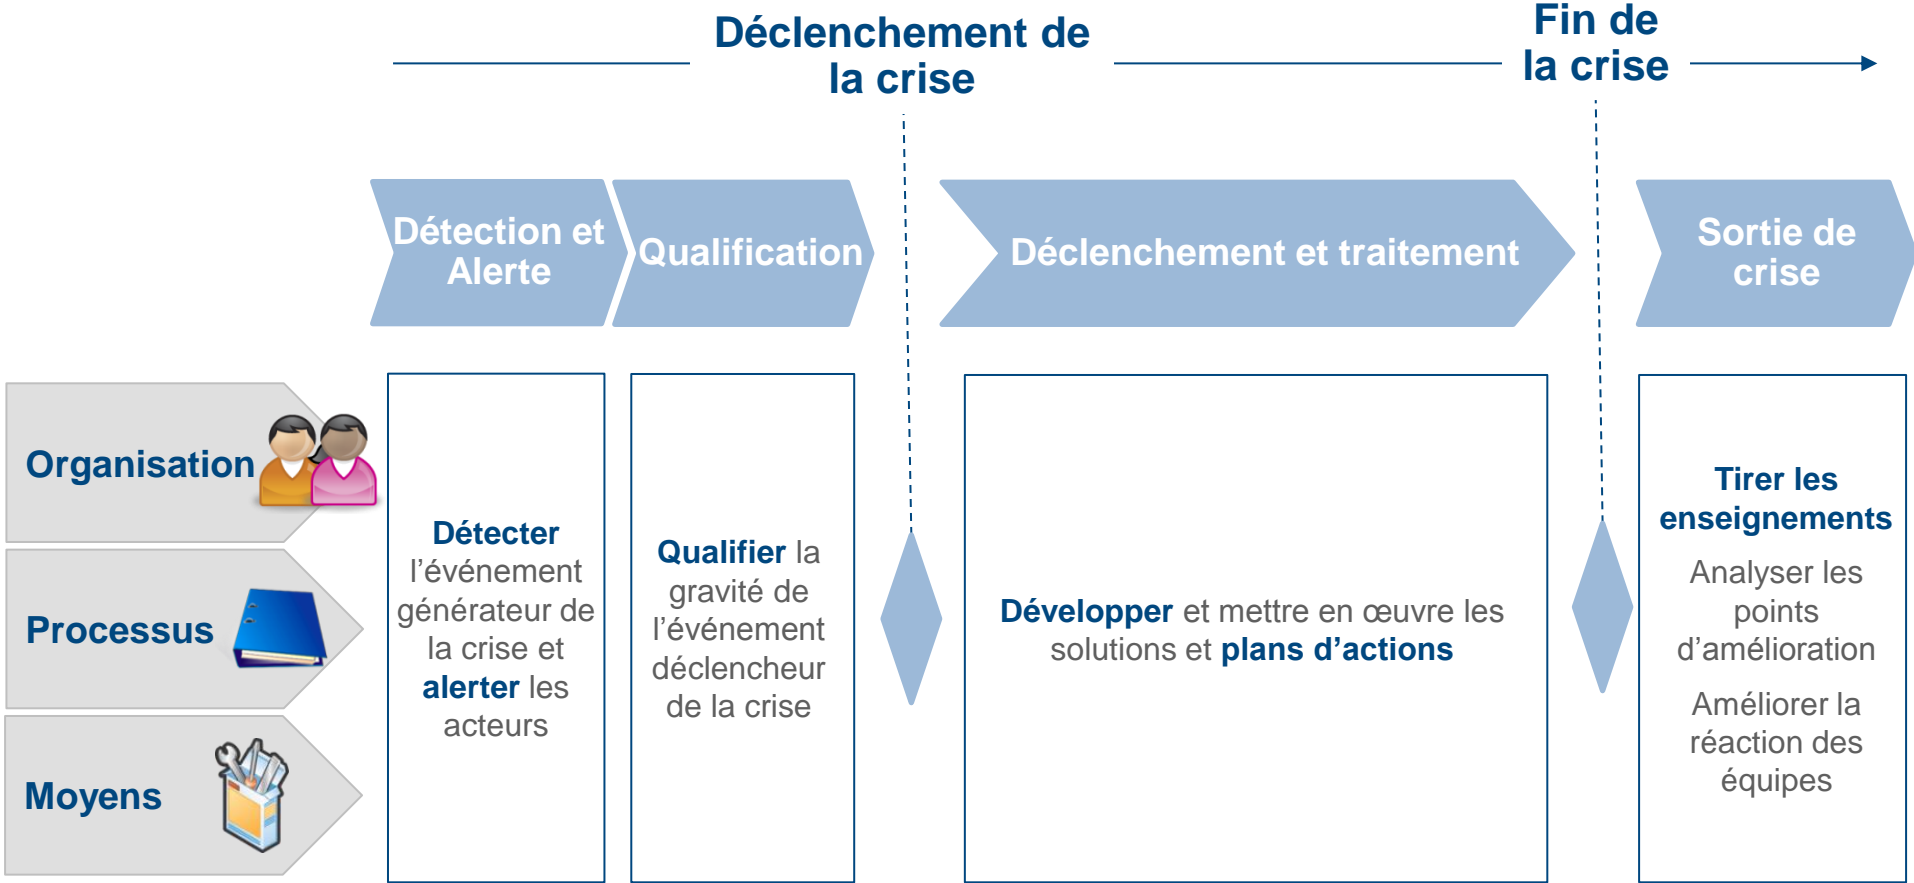 Déclenchement de
la crise
Fin de
la crise
Détection et
Alerte
Qualification
Déclenchement et traitement
Sortie de
crise
Organisation
Processus
Moyens
Détecter
l’événement
générateur de
la crise et
alerter les
acteurs
Qualifier la
gravité de
l’événement
déclencheur
de la crise
Développer et mettre en œuvre les
solutions et plans d’actions
Tirer les
enseignements
Analyser les
points
d’amélioration
Améliorer la
réaction des
équipes